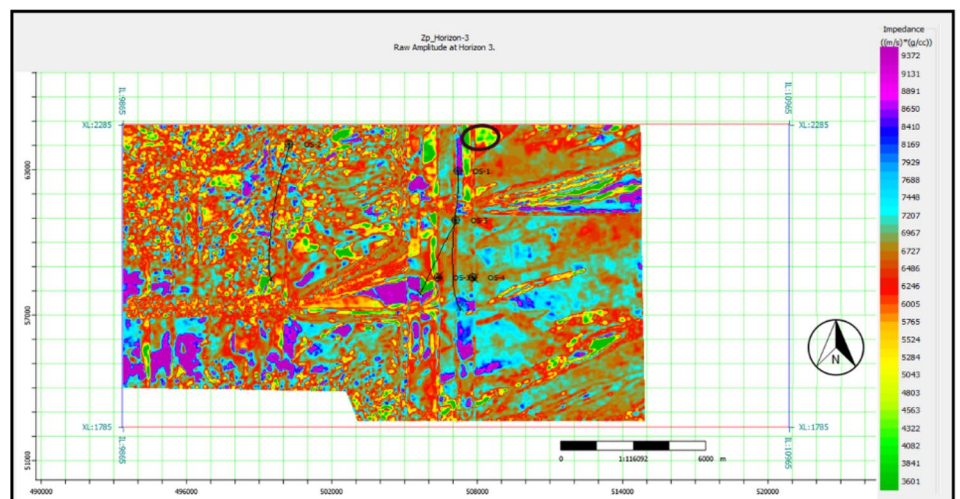 Zp_Horizon-3
Raw Amplitude at Horizon 3.
Impedance
((m/s)*(g/cc))
9372
9131
8891
8650
8410
8169
7929
7688
7448
7207
6967
6727
6486
6246
6005
5765
5524
5284
5043
4803
4563
4322
4082
3841
3601
IL:9865
IL:10965
XL:2285
XL:2285
OS-2
OS-1
63000
57000
51000
OS-4
N
XL:1785
XL:1785
IL:9865
IL:10965
0
1:116092
6000 m
490000
496000
502000
508000
514000
520000